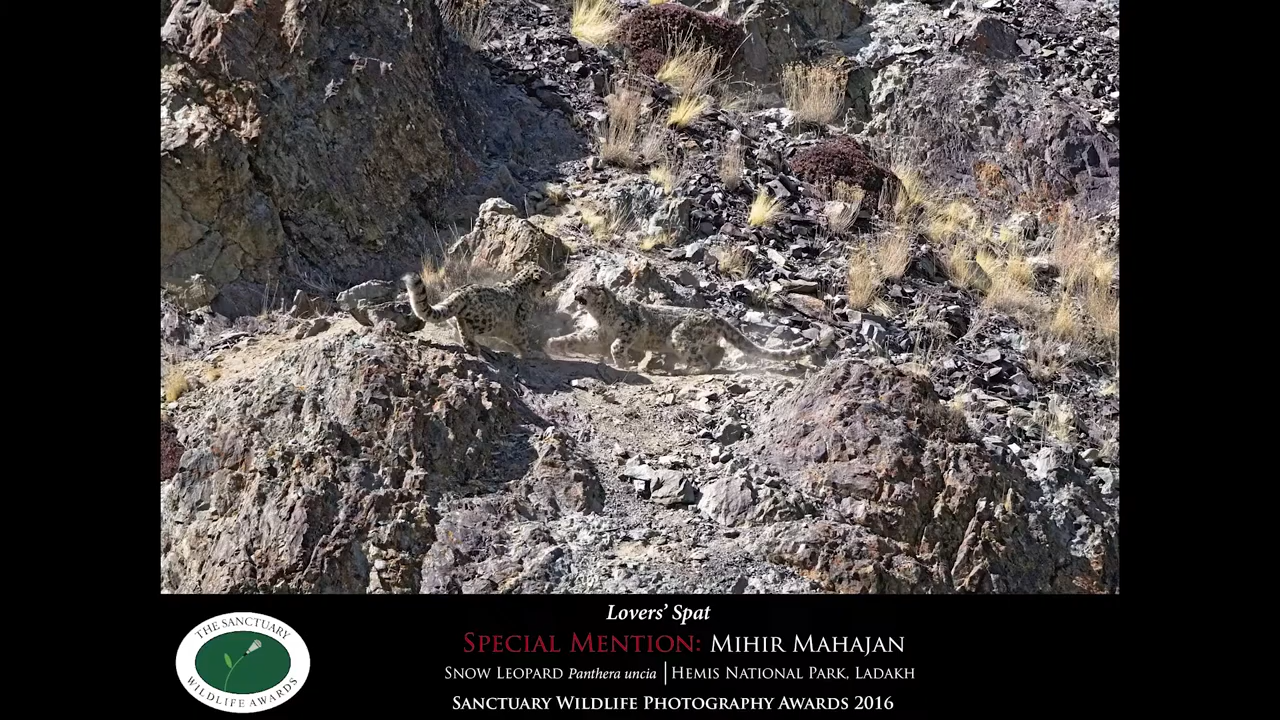 Lovers' Spat
Special Mention: Mihir Mahajan
Snow Leopard Panthera uncia | Hemis National Park, Ladakh
Sanctuary Wildlife Photography Awards 2016
THE SANCTUARY
WILDLIFE AWARDS